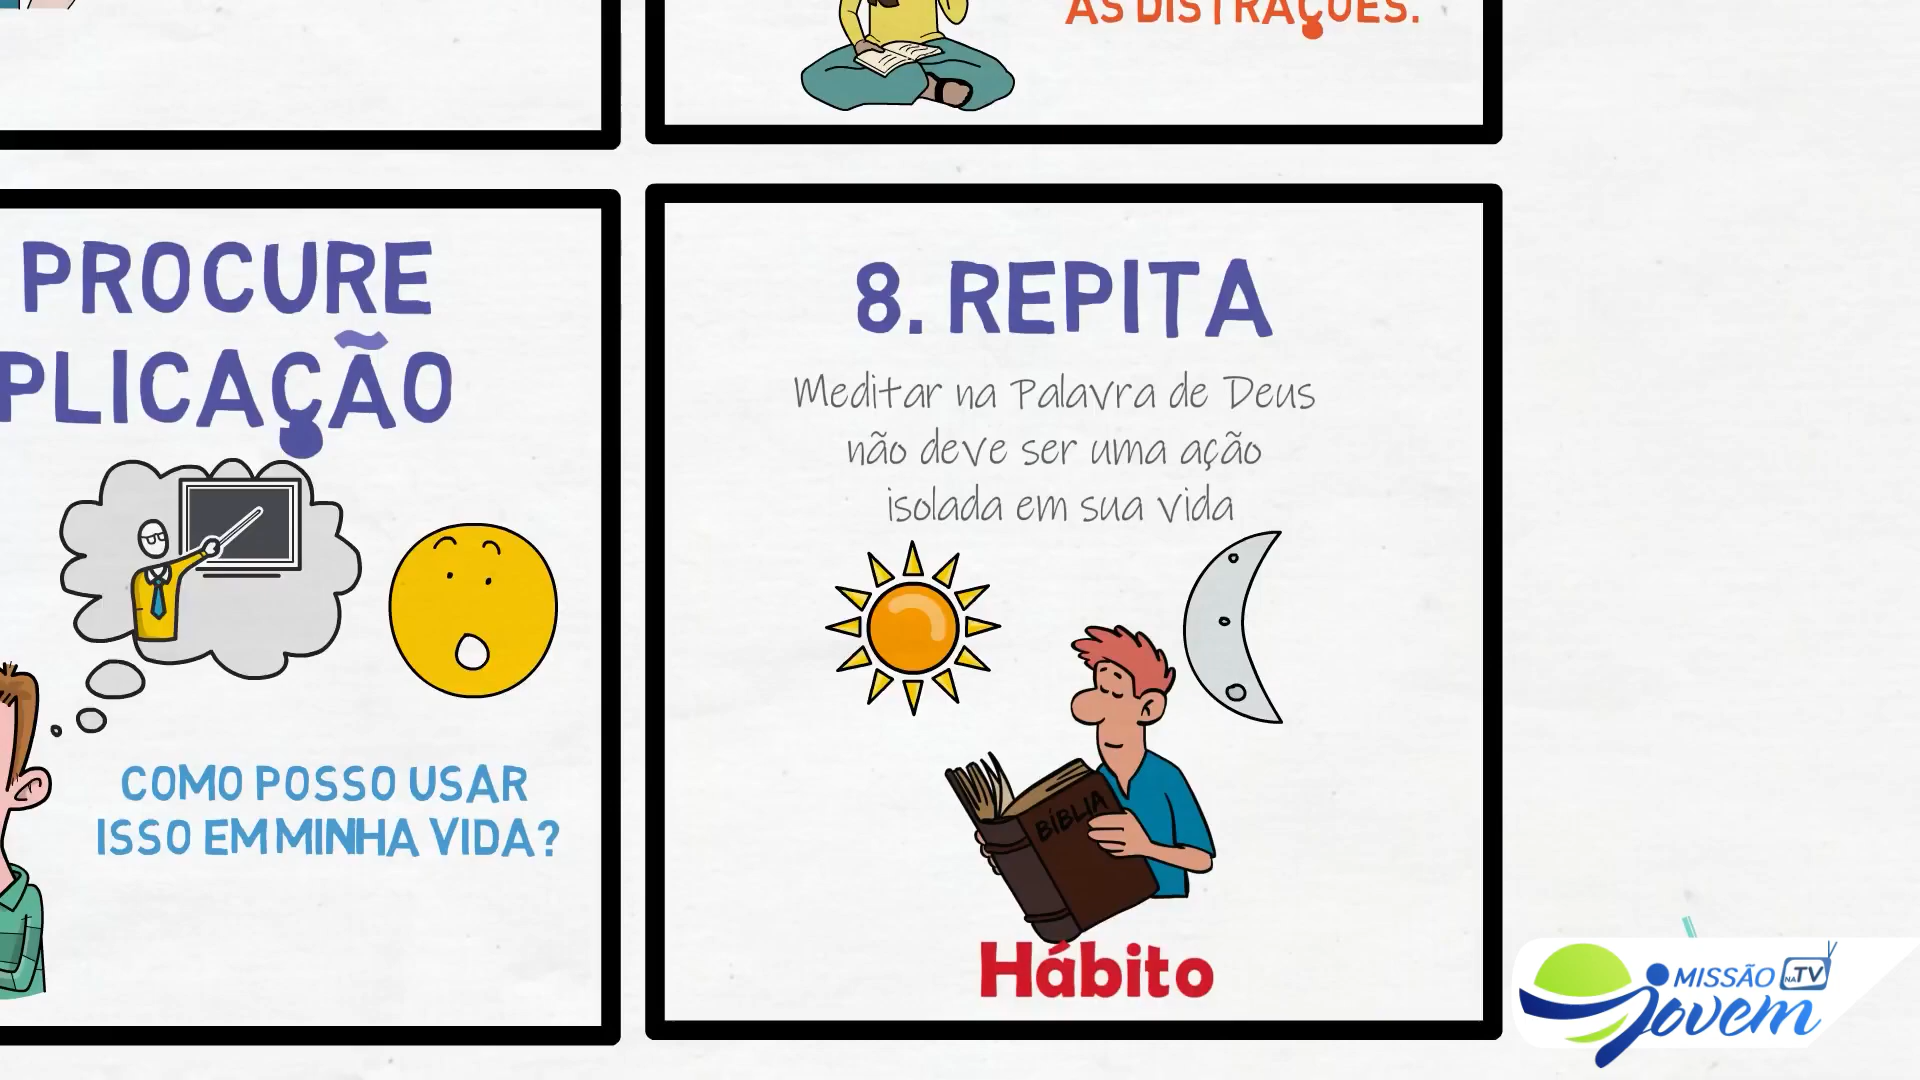 AS DISTRAÇÕES.
PROCURE
PLICAÇÃO
COMO POSSO USAR
ISSO EM MINHA VIDA?
8. REPITA
Meditar na Palavra de Deus
não deve ser uma ação
isolada em sua vida
BÍBLIA
Hábito
MISSÃO NA TV
Jovem